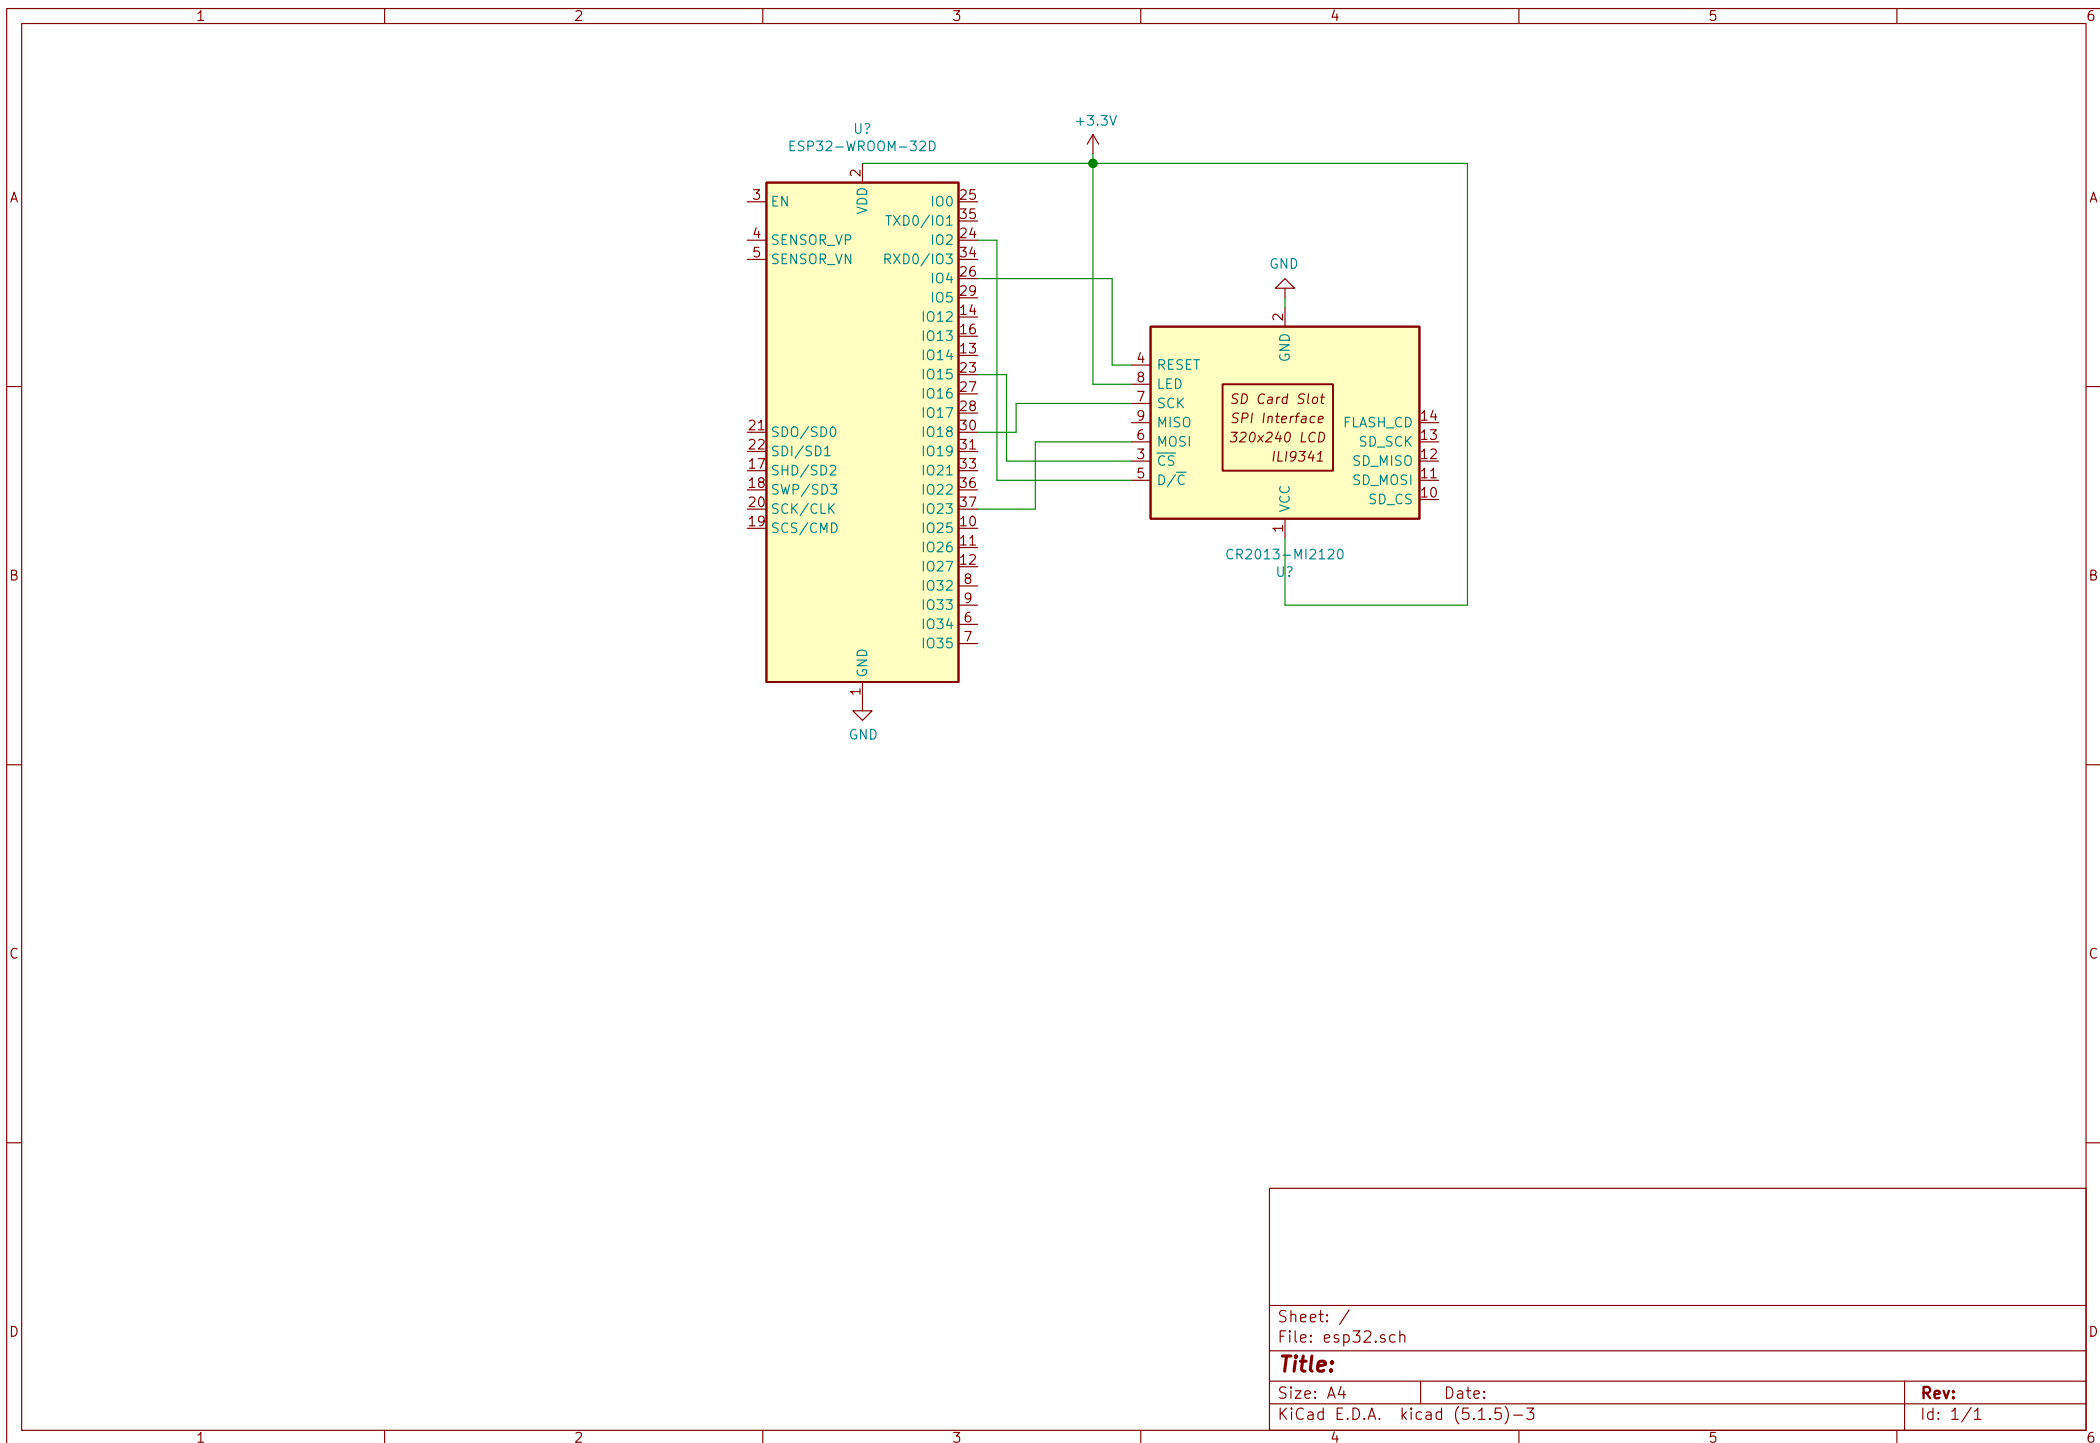 1 2 3 4 5 6
+3.3V
U?
ESP32-WROOM-32D
2
VDD
3 EN
4 SENSOR_VP
5 SENSOR_VN
21 SDO/SD0
22 SDI/SD1
17 SHD/SD2
18 SWP/SD3
20 SCK/CLK
19 SCS/CMD
IO0 25
TXD0/IO1 35
IO2 24
RXD0/IO3 34
IO4 26
IO5 29
IO12 14
IO13 16
IO14 13
IO15 23
IO16 27
IO17 28
IO18 30
IO19 31
IO21 33
IO22 36
IO23 37
IO25 10
IO26 11
IO27 12
IO32 8
IO33 9
IO34 6
IO35 7
GND
1
GND
GND
2
GND
4 RESET
8 LED
7 SCK
9 MISO
6 MOSI
3 CS
5 D/C
SD Card Slot
SPI Interface
320x240 LCD
ILI9341
FLASH_CD 14
SD_SCK 13
SD_MISO 12
SD_MOSI 11
SD_CS 10
VCC
1
CR2013-MI2120
U?
A A
B B
C C
D D
Sheet: /
File: esp32.sch
Title:
Size: A4 Date: Rev:
KiCad E.D.A. kicad (5.1.5)-3 Id: 1/1
1 2 3 4 5 6